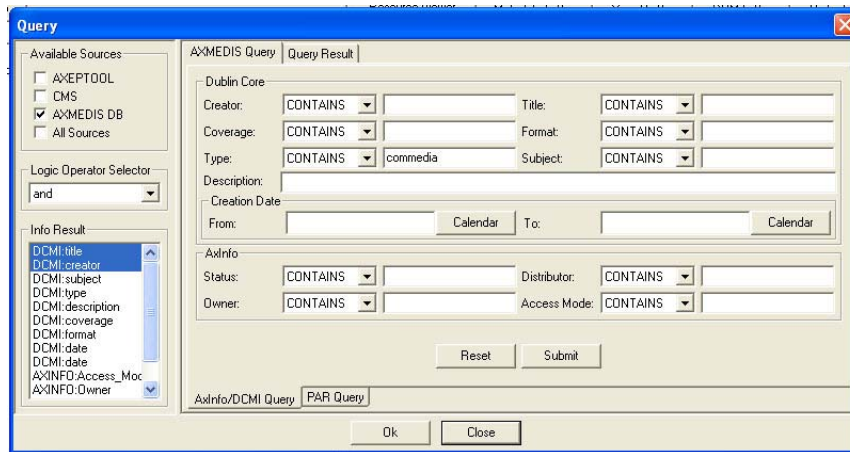 Query
Available Sources
AXEPTOOL
CMS
AXMEDIS DB
All Sources
Logic Operator Selector
and
Info Result
DCMI:title
DCMI:creator
DCMI:subject
DCMI:type
DCMI:description
DCMI:coverage
DCMI:format
DCMI:date
DCMI:date
AXINFO:Access_Moc
AXINFO:Owner
AXMEDIS Query Query Result
Dublin Core
Creator: CONTAINS Title: CONTAINS
Coverage: CONTAINS Format: CONTAINS
Type: CONTAINS commedia Subject: CONTAINS
Description:
Creation Date
From: Calendar To: Calendar
AxInfo
Status: CONTAINS Distributor: CONTAINS
Owner: CONTAINS Access Mode: CONTAINS
Reset Submit
AxInfo/DCMI Query PAR Query
Ok Close